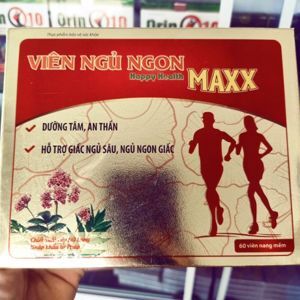 Orin
Thực phẩm bảo vệ sức khỏe
VIÊN NGỦ NGON
Happy Health
MAXX
✓ DƯỠNG TÂM, AN THẦN
✓ HỖ TRỢ GIẤC NGỦ SÂU, NGỦ NGON GIẤC
60 viên nang mềm